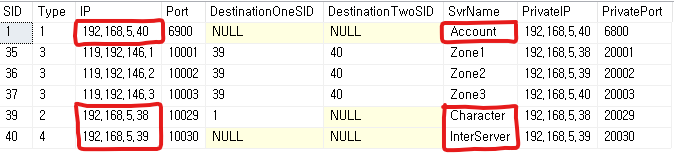 SID Type IP Port DestinationOneSID DestinationTwoSID SvrName PrivateIP PrivatePort
1 1 192,168,5,40 6900 NULL NULL Account 192,168,5,40 6800
35 3 119,192,146,1 10001 39 40 Zone1 192,168,5,38 20001
36 3 119,192,146,2 10002 39 40 Zone2 192,168,5,39 20002
37 3 119,192,146,3 10003 39 40 Zone3 192,168,5,40 20003
39 2 192,168,5,38 10029 1 NULL Character 192,168,5,38 20029
40 4 192,168,5,39 10030 NULL NULL InterServer 192,168,5,39 20030